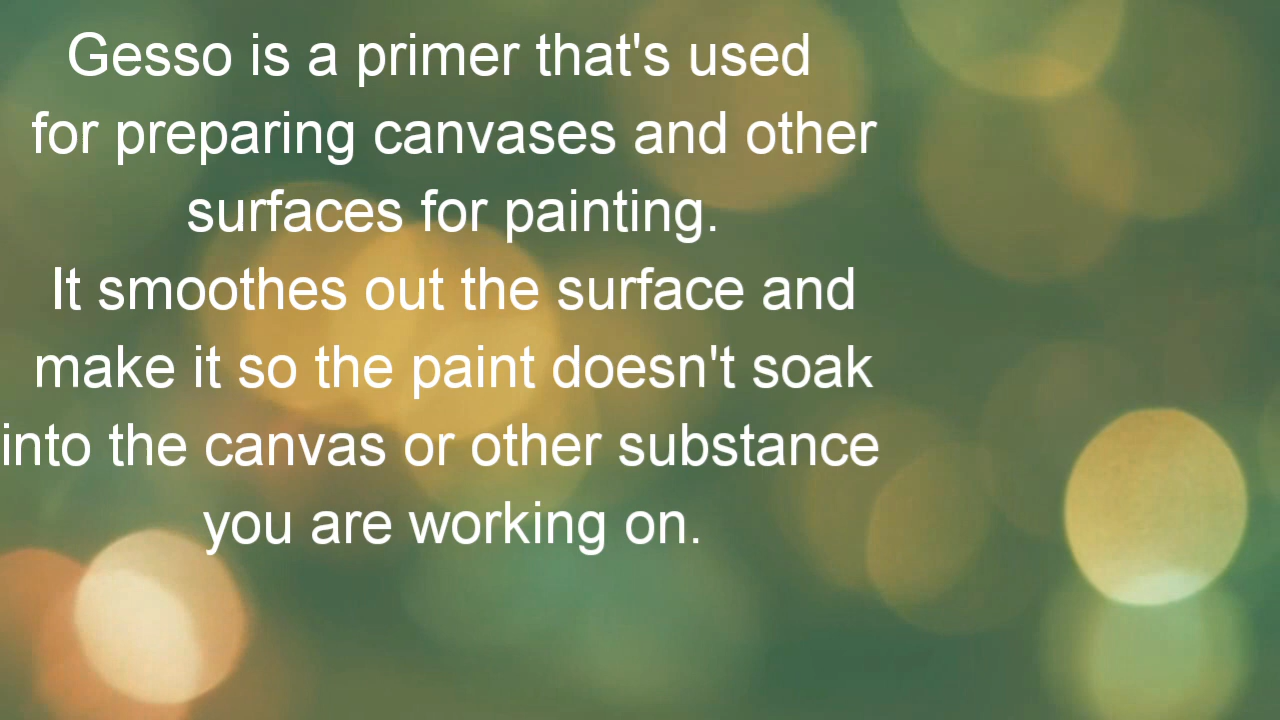 Gesso is a primer that's used
for preparing canvases and other
surfaces for painting.
It smoothes out the surface and
make it so the paint doesn't soak
into the canvas or other substance
you are working on.